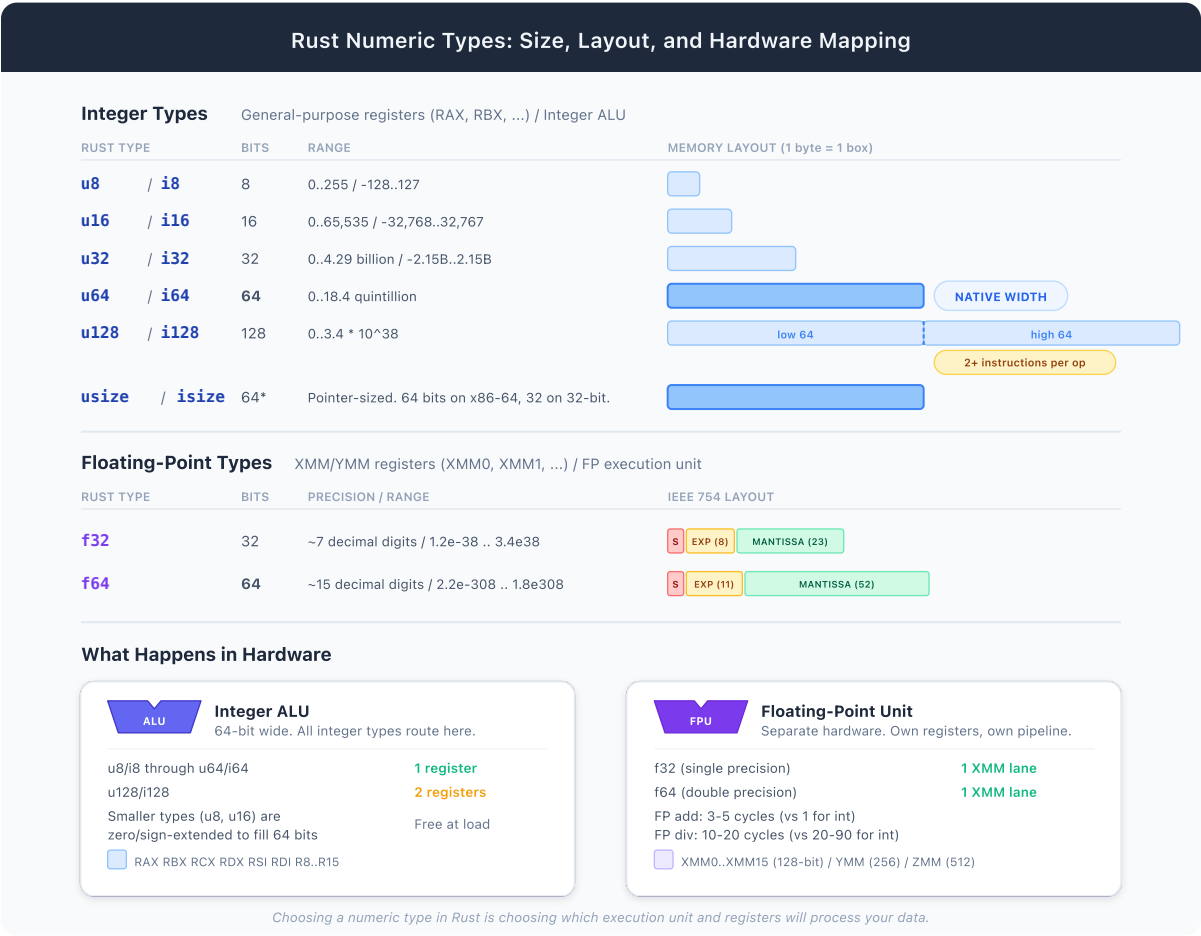 Rust Numeric Types: Size, Layout, and Hardware Mapping
Integer Types General-purpose registers (RAX, RBX, ...) / Integer ALU
RUST TYPE BITS RANGE MEMORY LAYOUT (1 byte = 1 box)
u8 / i8 8 0..255 / -128..127
u16 / i16 16 0..65,535 / -32,768..32,767
u32 / i32 32 0..4.29 billion / -2.15B..2.15B
u64 / i64 64 0..18.4 quintillion NATIVE WIDTH
u128 / i128 128 0..3.4 * 10^38 low 64 high 64
2+ instructions per op
usize / isize 64* Pointer-sized. 64 bits on x86-64, 32 on 32-bit.
Floating-Point Types XMM/YMM registers (XMM0, XMM1, ...) / FP execution unit
RUST TYPE BITS PRECISION / RANGE IEEE 754 LAYOUT
f32 32 ~7 decimal digits / 1.2e-38 .. 3.4e38 S EXP (8) MANTISSA (23)
f64 64 ~15 decimal digits / 2.2e-308 .. 1.8e308 S EXP (11) MANTISSA (52)
What Happens in Hardware
ALU
Integer ALU
64-bit wide. All integer types route here.
u8/i8 through u64/i64 1 register
u128/i128 2 registers
Smaller types (u8, u16) are
zero/sign-extended to fill 64 bits
Free at load
RAX RBX RCX RDX RSI RDI R8..R15
FPU
Floating-Point Unit
Separate hardware. Own registers, own pipeline.
f32 (single precision) 1 XMM lane
f64 (double precision) 1 XMM lane
FP add: 3-5 cycles (vs 1 for int)
FP div: 10-20 cycles (vs 20-90 for int)
XMM0..XMM15 (128-bit) / YMM (256) / ZMM (512)
Choosing a numeric type in Rust is choosing which execution unit and registers will process your data.